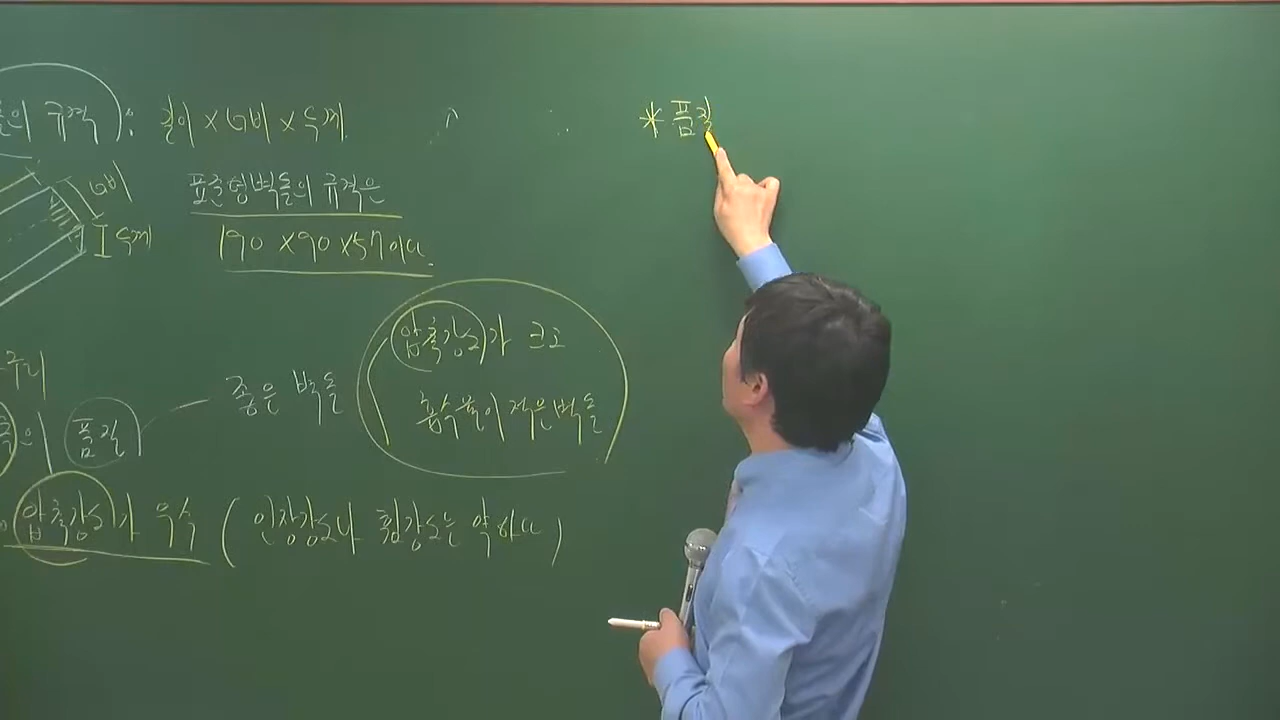 의 규격 : 길이 × 너비 × 두께
* 품질
너비
표준형벽돌의 규격은
두께
190 × 90 × 57 이다.
압축강도가 크고
품질
좋은 벽돌
흡수율이 적은벽돌
압축강도가 우수 ( 인장강도나 휨강도는 약하다 )